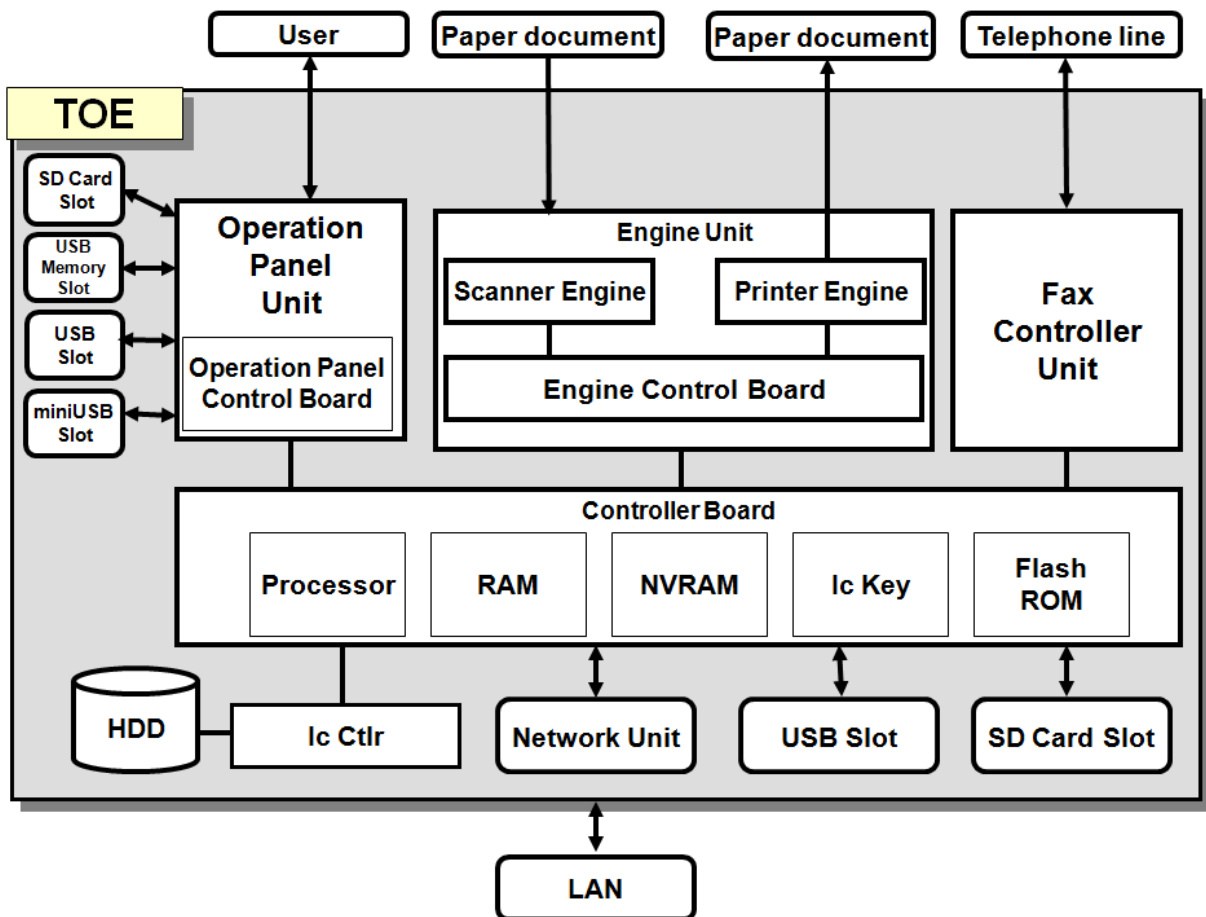 User
Paper document
Paper document
Telephone line
TOE
SD Card
Slot
USB
Memory
Slot
USB
Slot
miniUSB
Slot
Operation
Panel
Unit
Operation Panel
Control Board
Engine Unit
Scanner Engine
Printer Engine
Engine Control Board
Fax
Controller
Unit
Controller Board
Processor
RAM
NVRAM
Ic Key
Flash
ROM
HDD
Ic Ctlr
Network Unit
USB Slot
SD Card Slot
LAN